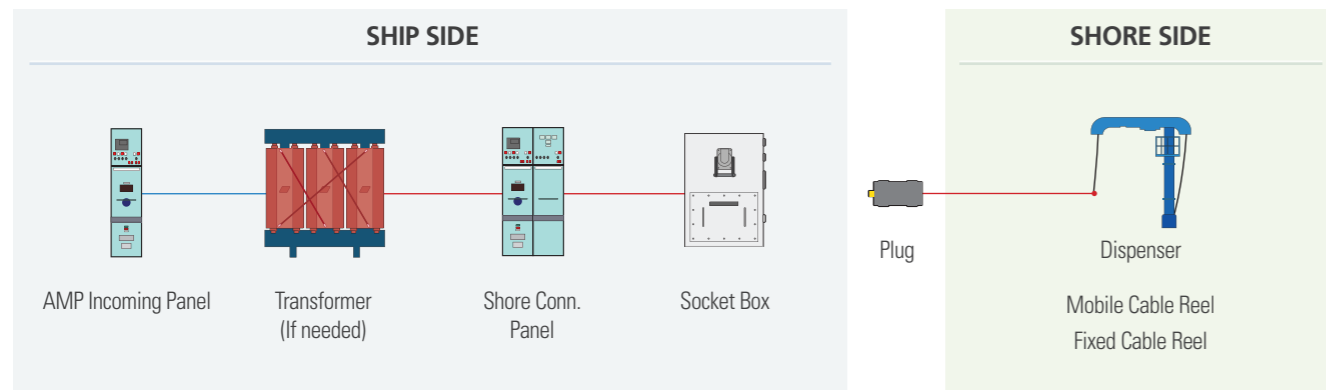 SHIP SIDE
SHORE SIDE
AMP Incoming Panel
Transformer
(If needed)
Shore Conn.
Panel
Socket Box
Plug
Dispenser
Mobile Cable Reel
Fixed Cable Reel